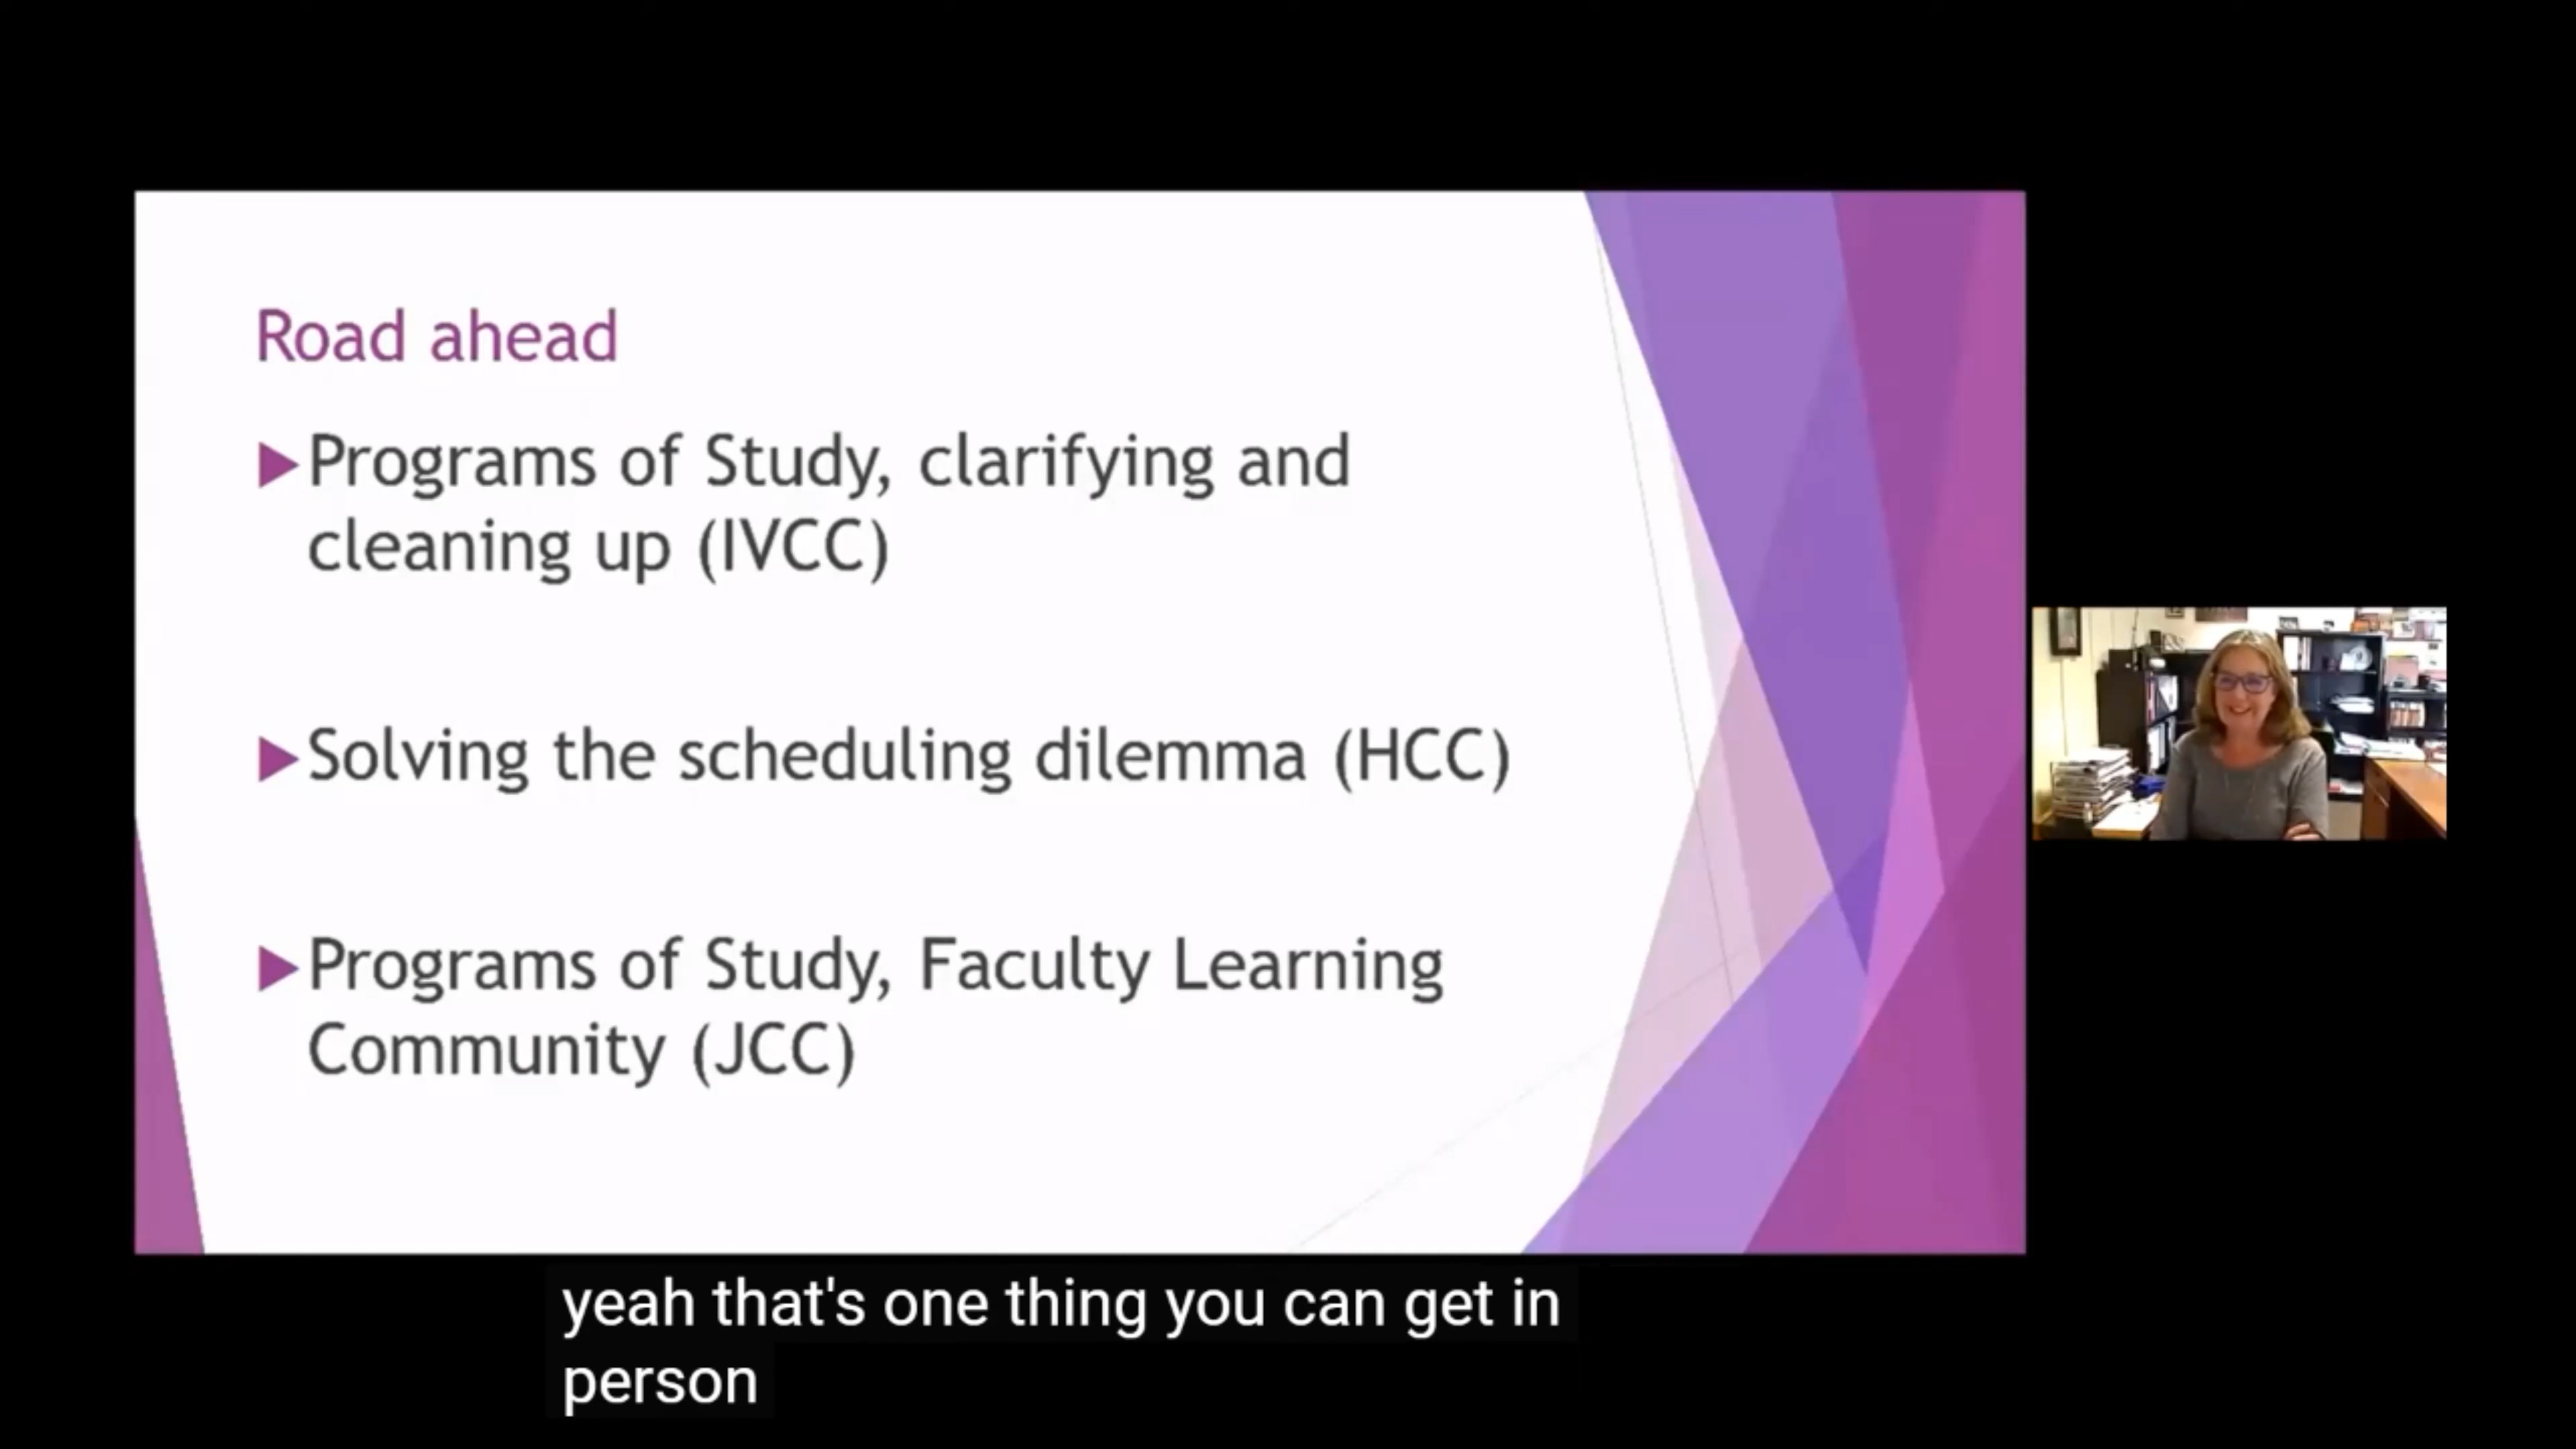 Road ahead
Programs of Study, clarifying and
cleaning up (IVCC)
Solving the scheduling dilemma (HCC)
Programs of Study, Faculty Learning
Community (JCC)
yeah that's one thing you can get in
person